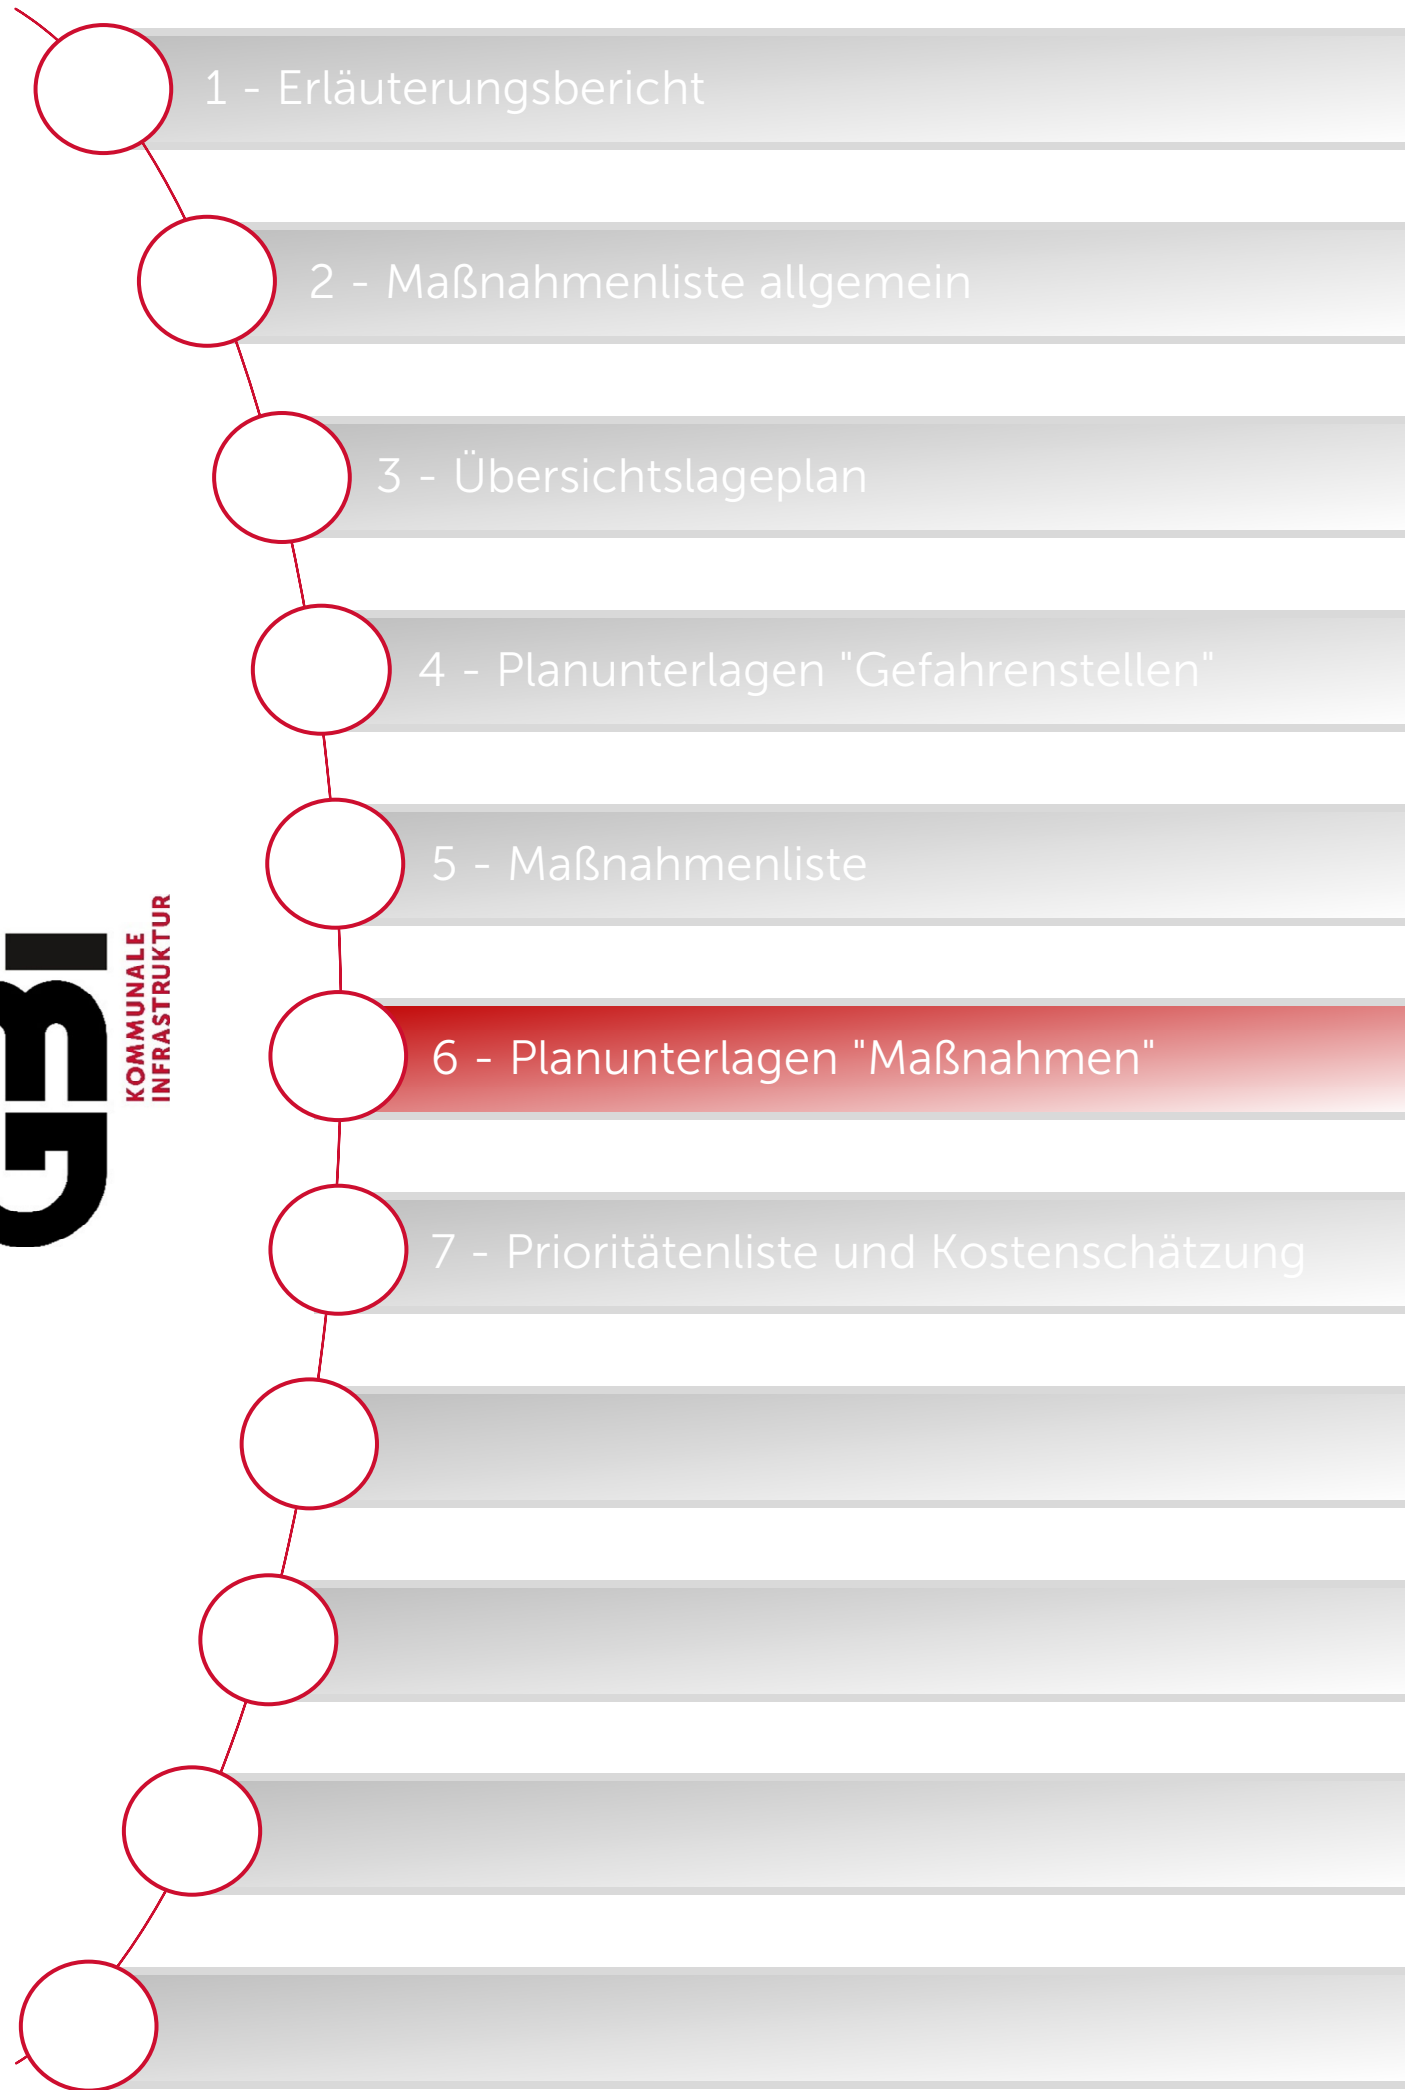 1 - Erläuterungsbericht
2 - Maßnahmenliste allgemein
3 - Übersichtslageplan
4 - Planunterlagen "Gefahrenstellen"
5 - Maßnahmenliste
KOMMUNALE
INFRASTRUKTUR
6 - Planunterlagen "Maßnahmen"
7 - Prioritätenliste und Kostenschätzung